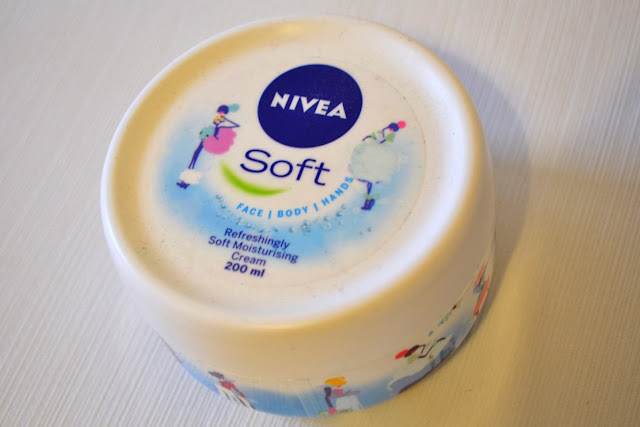 NIVEA
Soft
FACE | BODY | HANDS
Refreshingly
Soft Moisturising
Cream
200 ml